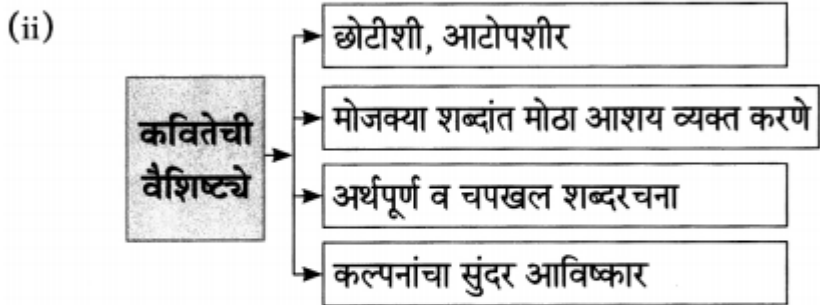 (ii)
छोटीशी, आटोपशीर
मोजक्या शब्दांत मोठा आशय व्यक्त करणे
कवितेची
वैशिष्ट्ये
अर्थपूर्ण व चपखल शब्दरचना
कल्पनांचा सुंदर आविष्कार